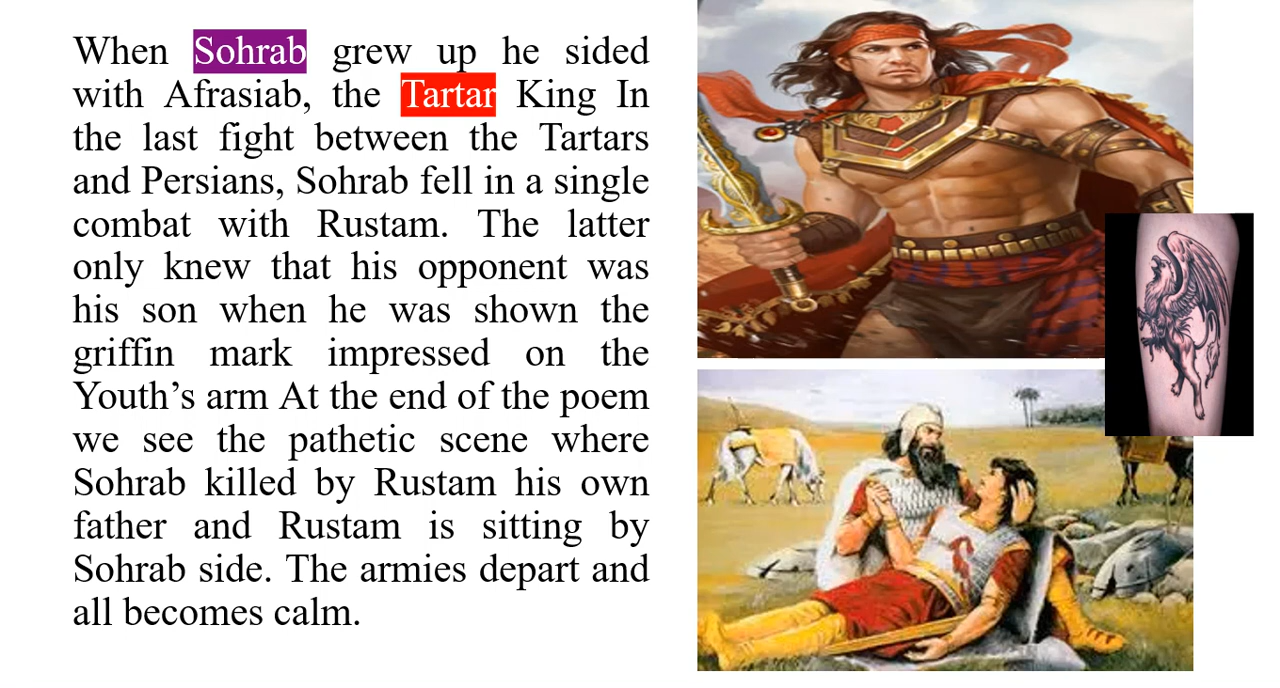 When Sohrab grew up he sided
with Afrasiab, the Tartar King In
the last fight between the Tartars
and Persians, Sohrab fell in a single
combat with Rustam. The latter
only knew that his opponent was
his son when he was shown the
griffin mark impressed on the
Youth’s arm At the end of the poem
we see the pathetic scene where
Sohrab killed by Rustam his own
father and Rustam is sitting by
Sohrab side. The armies depart and
all becomes calm.